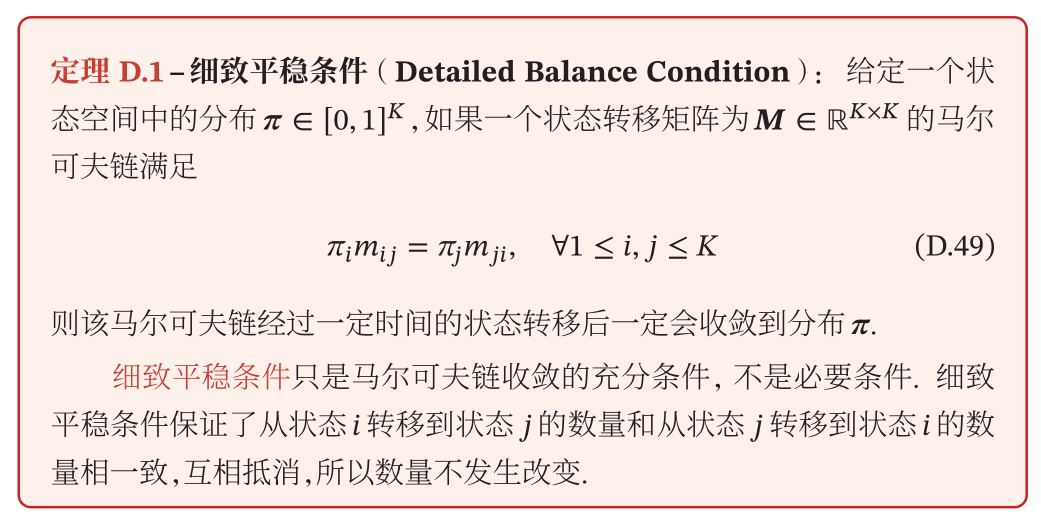 定理 D.1 – 细致平稳条件（Detailed Balance Condition）： 给定一个状
态空间中的分布 π ∈ [0, 1]^K , 如果一个状态转移矩阵为 M ∈ ℝ^{K×K} 的马尔
可夫链满足
π_i m_{ij} = π_j m_{ji}, ∀1 ≤ i, j ≤ K (D.49)
则该马尔可夫链经过一定时间的状态转移后一定会收敛到分布 π.
细致平稳条件只是马尔可夫链收敛的充分条件, 不是必要条件. 细致
平稳条件保证了从状态 i 转移到状态 j 的数量和从状态 j 转移到状态 i 的数
量相一致, 互相抵消, 所以数量不发生改变.